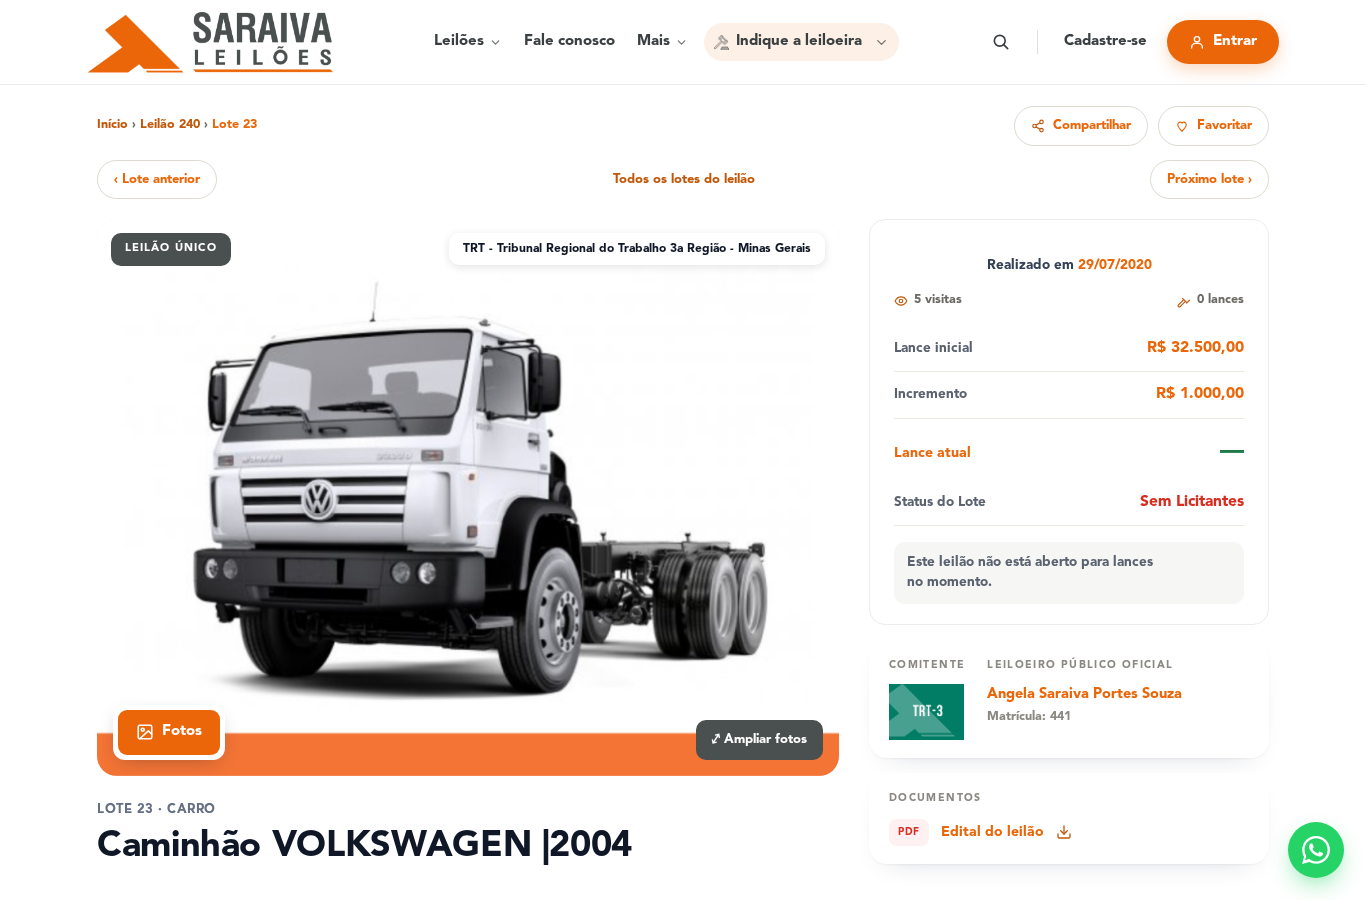 SARAIVA
LEILÕES
Leilões
Fale conosco
Mais
Indique a leiloeira
Cadastre-se
Entrar
Início › Leilão 240 › Lote 23
Compartilhar
Favoritar
‹ Lote anterior
Todos os lotes do leilão
Próximo lote ›
LEILÃO ÚNICO
TRT - Tribunal Regional do Trabalho 3a Região - Minas Gerais
Fotos
⤢ Ampliar fotos
LOTE 23 · CARRO
Caminhão VOLKSWAGEN |2004
Realizado em 29/07/2020
5 visitas
0 lances
Lance inicial
R$ 32.500,00
Incremento
R$ 1.000,00
Lance atual
—
Status do Lote
Sem Licitantes
Este leilão não está aberto para lances
no momento.
COMITENTE
TRT-3
LEILOEIRO PÚBLICO OFICIAL
Angela Saraiva Portes Souza
Matrícula: 441
DOCUMENTOS
PDF
Edital do leilão